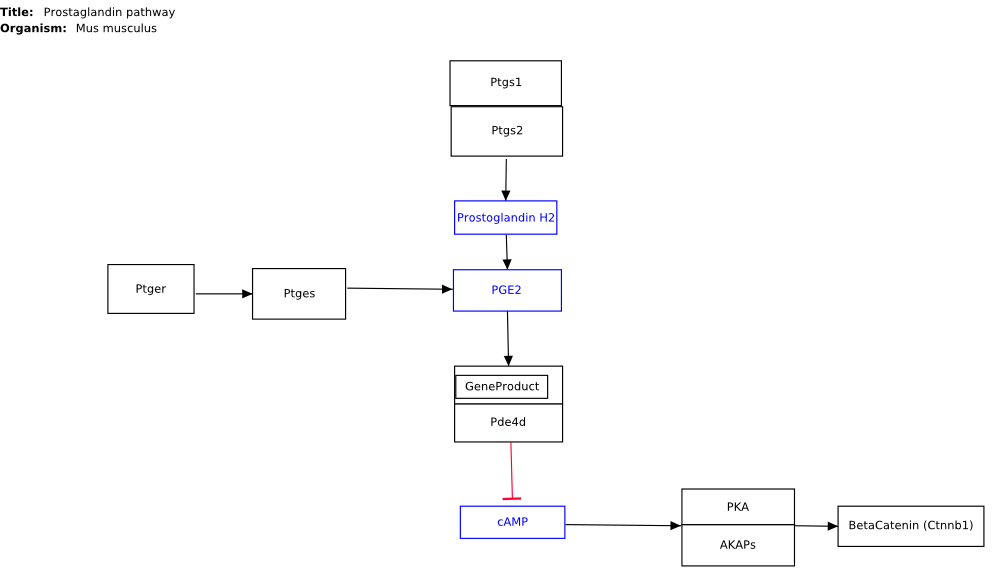 Title: Prostaglandin pathway
Organism: Mus musculus
Ptgs1
Ptgs2
Prostoglandin H2
Ptger
Ptges
PGE2
GeneProduct
Pde4d
cAMP
PKA
AKAPs
BetaCatenin (Ctnnb1)